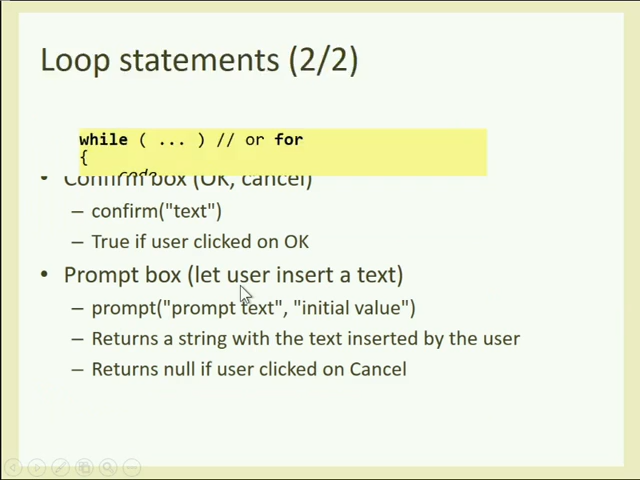 Loop statements (2/2)
while ( ... ) // or for
{
code
• Confirm box (OK, cancel)
– confirm("text")
– True if user clicked on OK
• Prompt box (let user insert a text)
– prompt("prompt text", "initial value")
– Returns a string with the text inserted by the user
– Returns null if user clicked on Cancel